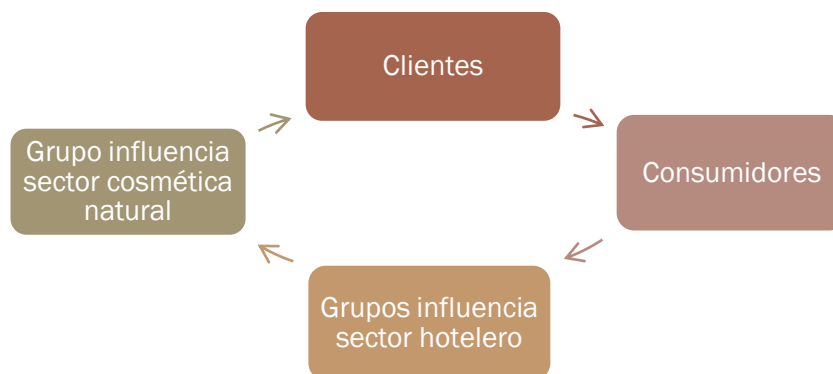 Clientes
Grupo influencia
sector cosmética
natural
Consumidores
Grupos influencia
sector hotelero